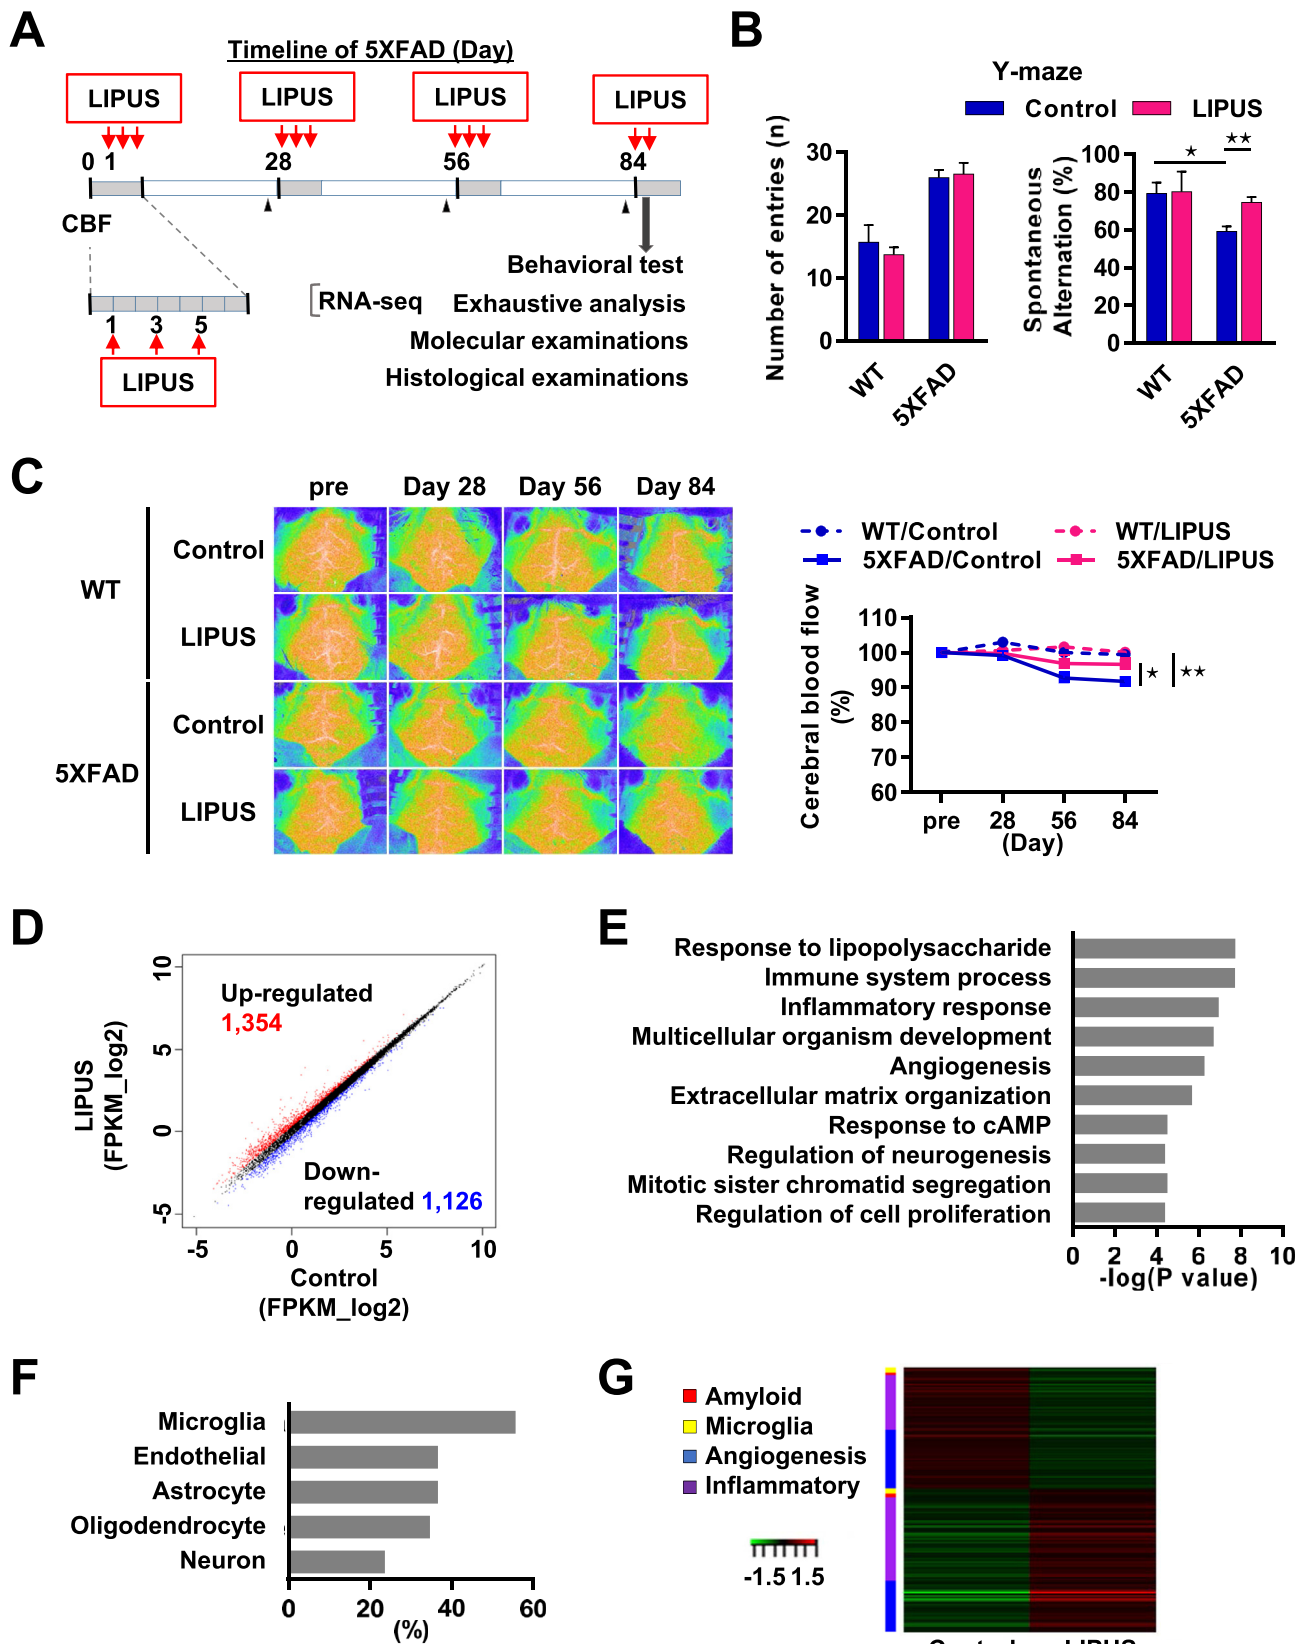 A
Timeline of 5XFAD (Day)
LIPUS LIPUS LIPUS LIPUS
0 1 28 56 84
CBF
Behavioral test
RNA-seq Exhaustive analysis
Molecular examinations
Histological examinations
1 3 5
LIPUS
B
Y-maze
Control LIPUS
Number of entries (n)
30
20
10
0
WT
5XFAD
Spontaneous
Alternation (%)
100
80
60
40
20
0
★
★★
WT
5XFAD
C
pre Day 28 Day 56 Day 84
WT
Control
LIPUS
5XFAD
Control
LIPUS
WT/Control WT/LIPUS
5XFAD/Control 5XFAD/LIPUS
Cerebral blood flow
(%)
110
100
90
80
70
60
★ ★★
pre 28 56 84
(Day)
D
LIPUS
(FPKM_log2)
10
5
0
-5
Up-regulated
1,354
Down-
regulated 1,126
-5 0 5 10
Control
(FPKM_log2)
E
Response to lipopolysaccharide
Immune system process
Inflammatory response
Multicellular organism development
Angiogenesis
Extracellular matrix organization
Response to cAMP
Regulation of neurogenesis
Mitotic sister chromatid segregation
Regulation of cell proliferation
0 2 4 6 8 10
-log(P value)
F
Microglia
Endothelial
Astrocyte
Oligodendrocyte
Neuron
0 20 40 60
(%)
G
Amyloid
Microglia
Angiogenesis
Inflammatory
-1.5 1.5